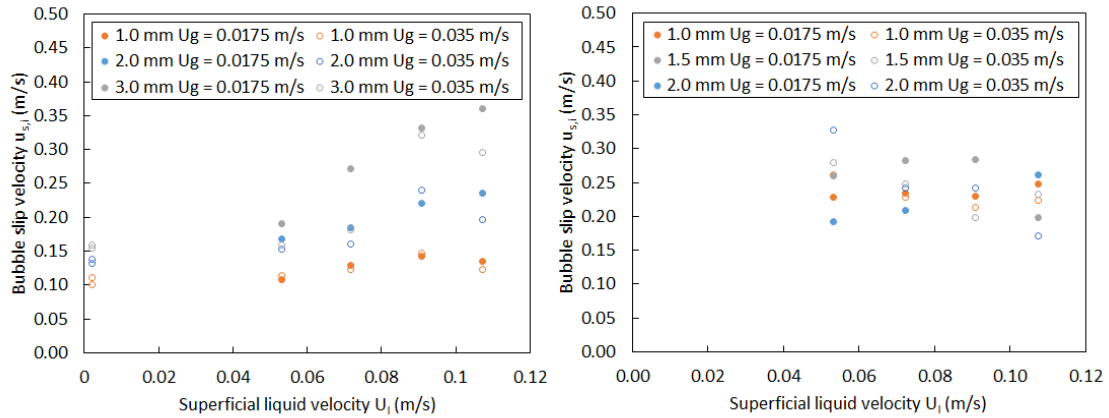 0.50
0.45
0.40
0.35
0.30
0.25
0.20
0.15
0.10
0.05
0.00
Bubble slip velocity u_s,i (m/s)
1.0 mm Ug = 0.0175 m/s 1.0 mm Ug = 0.035 m/s
2.0 mm Ug = 0.0175 m/s 2.0 mm Ug = 0.035 m/s
3.0 mm Ug = 0.0175 m/s 3.0 mm Ug = 0.035 m/s
0 0.02 0.04 0.06 0.08 0.1 0.12
Superficial liquid velocity U_l (m/s)
0.50
0.45
0.40
0.35
0.30
0.25
0.20
0.15
0.10
0.05
0.00
Bubble slip velocity u_s,i (m/s)
1.0 mm Ug = 0.0175 m/s 1.0 mm Ug = 0.035 m/s
1.5 mm Ug = 0.0175 m/s 1.5 mm Ug = 0.035 m/s
2.0 mm Ug = 0.0175 m/s 2.0 mm Ug = 0.035 m/s
0.00 0.02 0.04 0.06 0.08 0.10 0.12
Superficial liquid velocity U_l (m/s)